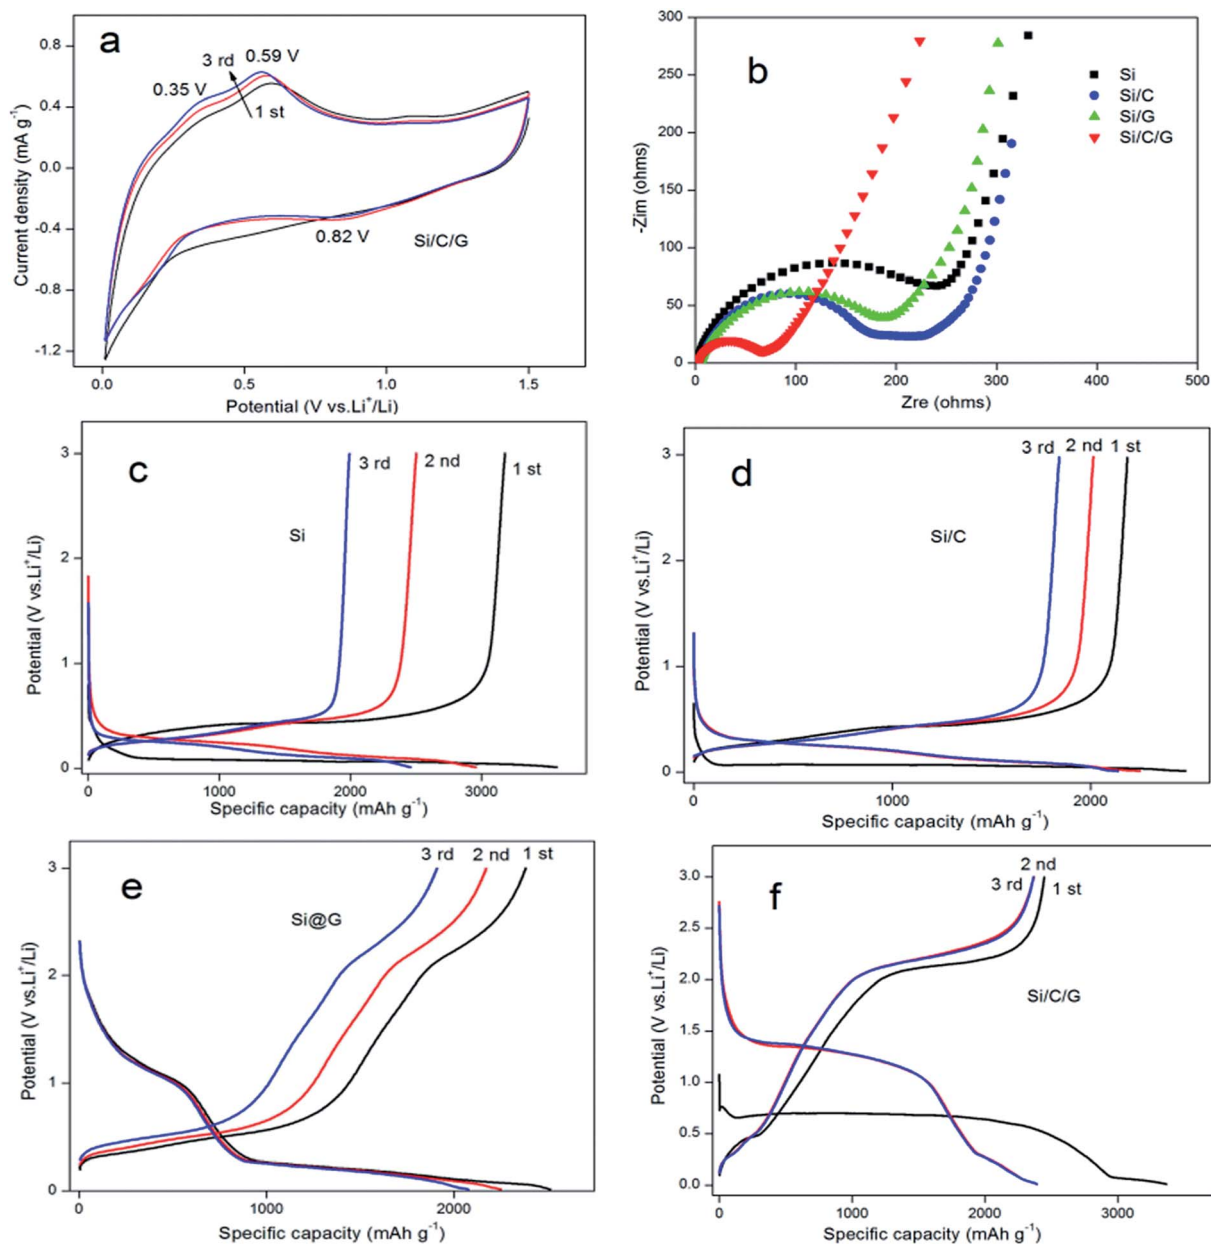 a
0.8
0.4
0.0
-0.4
-0.8
-1.2
Current density (mA g⁻¹)
3 rd
0.59 V
0.35 V
1 st
0.82 V
Si/C/G
0.0
0.5
1.0
1.5
Potential (V vs.Li⁺/Li)
b
300
250
200
150
100
50
0
-Zim (ohms)
Si
Si/C
Si/G
Si/C/G
0
100
200
300
400
500
Zre (ohms)
c
3
2
1
0
Potential (V vs.Li⁺/Li)
3 rd
2 nd
1 st
Si
0
1000
2000
3000
Specific capacity (mAh g⁻¹)
d
3
2
1
0
Potential (V vs.Li⁺/Li)
3 rd
2 nd
1 st
Si/C
0
1000
2000
Specific capacity (mAh g⁻¹)
e
3
2
1
0
Potential (V vs.Li⁺/Li)
3 rd
2 nd
1 st
Si@G
0
1000
2000
Specific capacity (mAh g⁻¹)
f
3.0
2.5
2.0
1.5
1.0
0.5
0.0
Potential (V vs.Li⁺/Li)
2 nd
3 rd
1 st
Si/C/G
0
1000
2000
3000
Specific capacity (mAh g⁻¹)